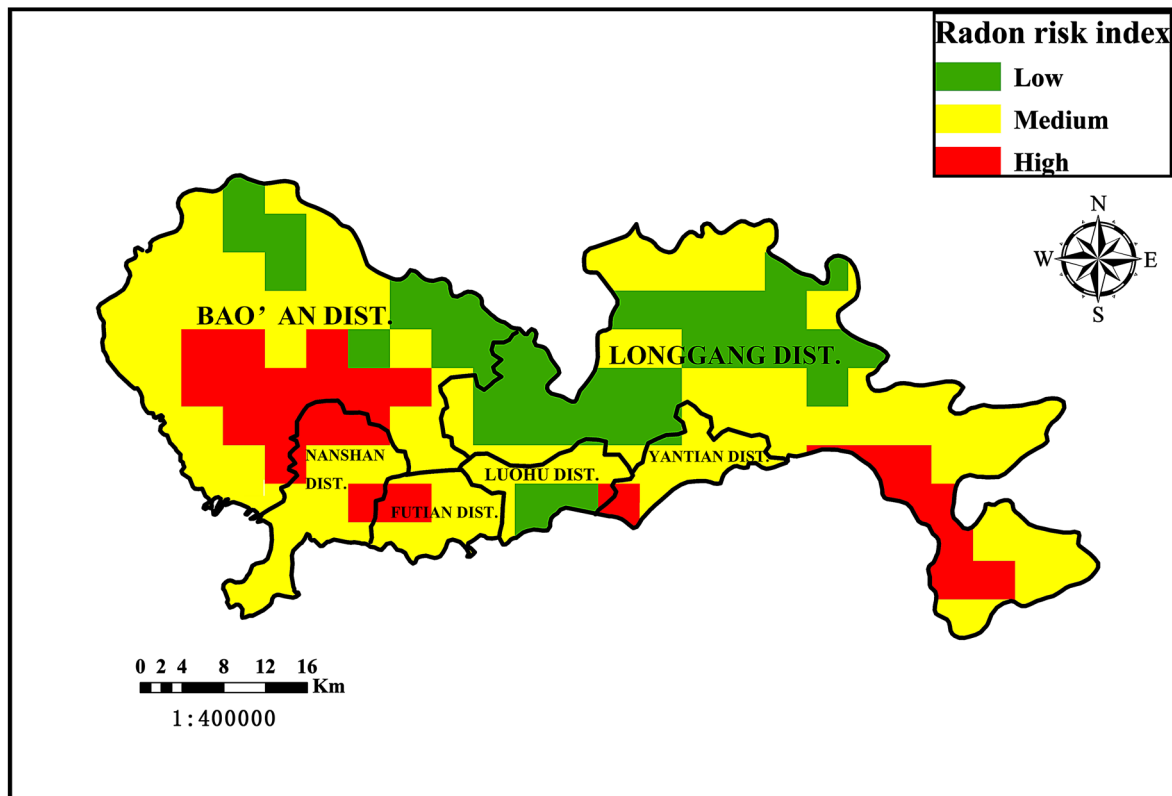 Radon risk index
Low
Medium
High
N
W E
S
BAO’ AN DIST.
LONGGANG DIST.
NANSHAN
DIST.
LUOHU DIST.
YANTIAN DIST.
FUTIAN DIST.
0 2 4 8 12 16
Km
1:400000